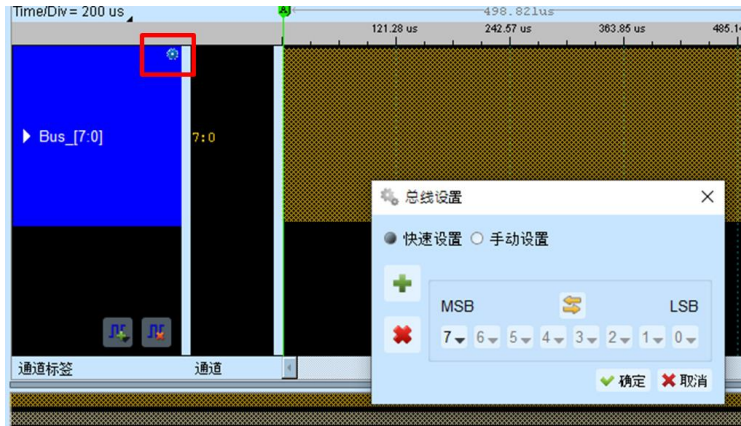 Time/Div = 200 us
A
498.821us
121.28 us 242.57 us 363.85 us 485.14
Bus_[7:0]
7:0
总线设置
快速设置 手动设置
MSB LSB
7 6 5 4 3 2 1 0
确定 取消
通道标签 通道